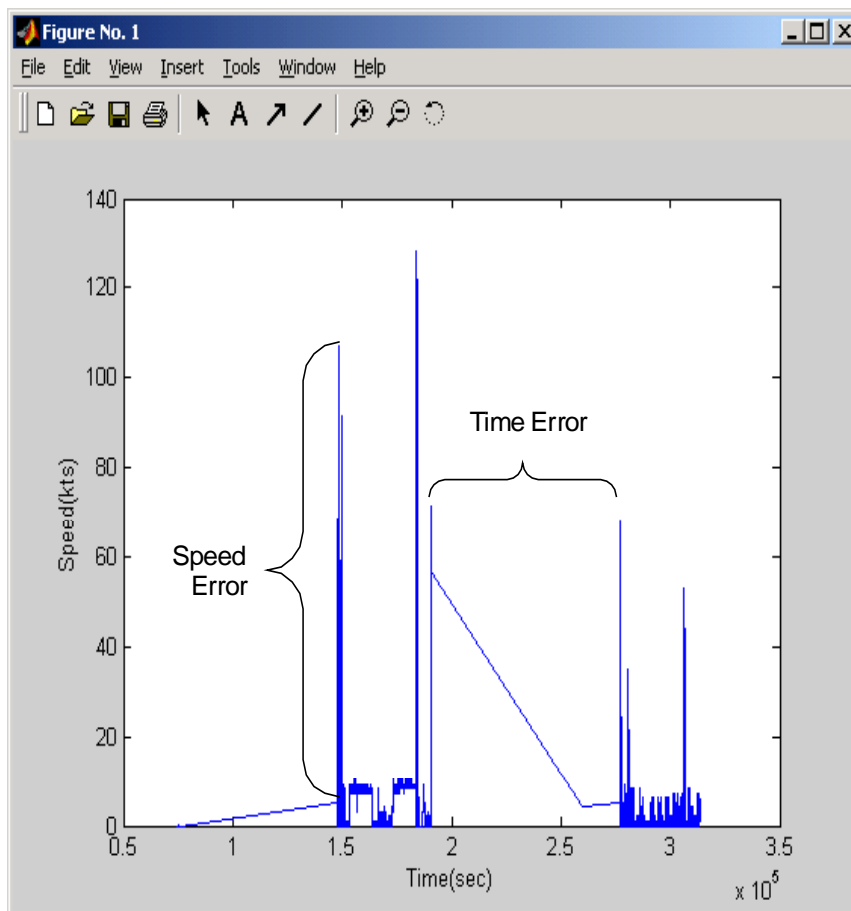 Figure No. 1
File Edit View Insert Tools Window Help
140
120
100
80
60
40
20
0
Speed(kts)
Time Error
Speed
Error
0.5 1 1.5 2 2.5 3 3.5
Time(sec)
x 10^5